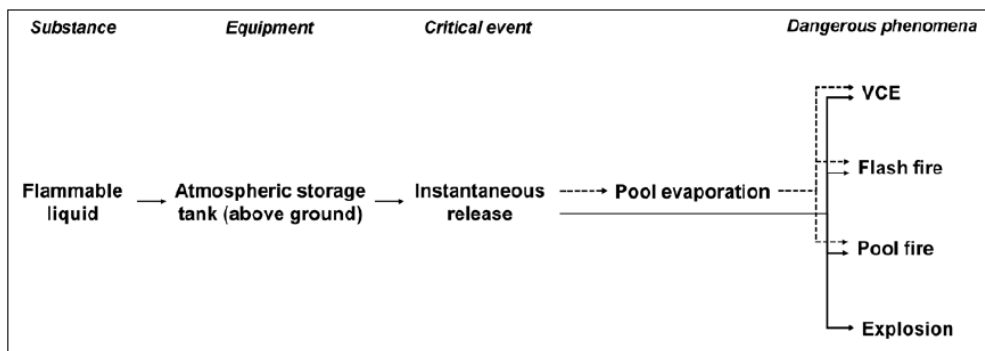 Substance Equipment Critical event Dangerous phenomena
VCE
Flash fire
Flammable liquid
Atmospheric storage tank (above ground)
Instantaneous release
Pool evaporation
Pool fire
Explosion